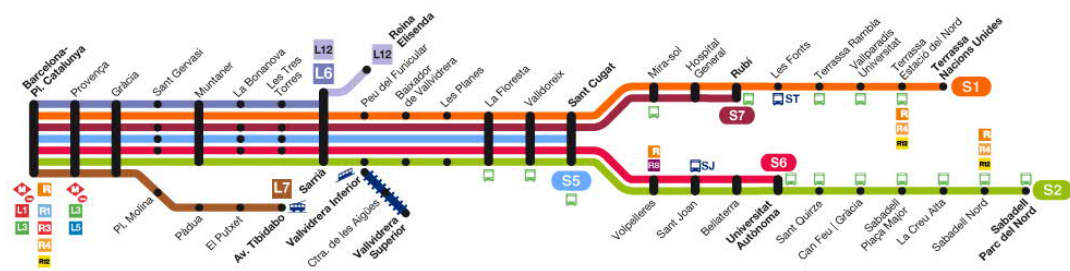 Barcelona-
Pl. Catalunya
Provença
Gràcia
Sant Gervasi
Muntaner
La Bonanova
Les Tres
Torres
L12
L6
L12
Reina
Elisenda
Peu del Funicular
Baixador
de Vallvidrera
Les Planes
La Floresta
Valldoreix
Sant Cugat
Mira-sol
Hospital
General
Rubí
Les Fonts
Terrassa Rambla
Vallparadís
Universitat
Terrassa
Estació del Nord
Terrassa
Nacions Unides
S1
S7
ST
R
R4
R12
M
L1
L3
R
R1
R3
R4
R12
M
L3
L5
Pl. Molina
Pàdua
El Putxet
Av. Tibidabo
L7
Sarrià
Vallvidrera Inferior
Ctra. de les Aigües
Vallvidrera
Superior
S5
R
R8
SJ
S6
Volpelleres
Sant Joan
Bellaterra
Universitat
Autònoma
Sant Quirze
Can Feu | Gràcia
Sabadell
Plaça Major
La Creu Alta
Sabadell Nord
R
R4
R12
Sabadell
Parc del Nord
S2